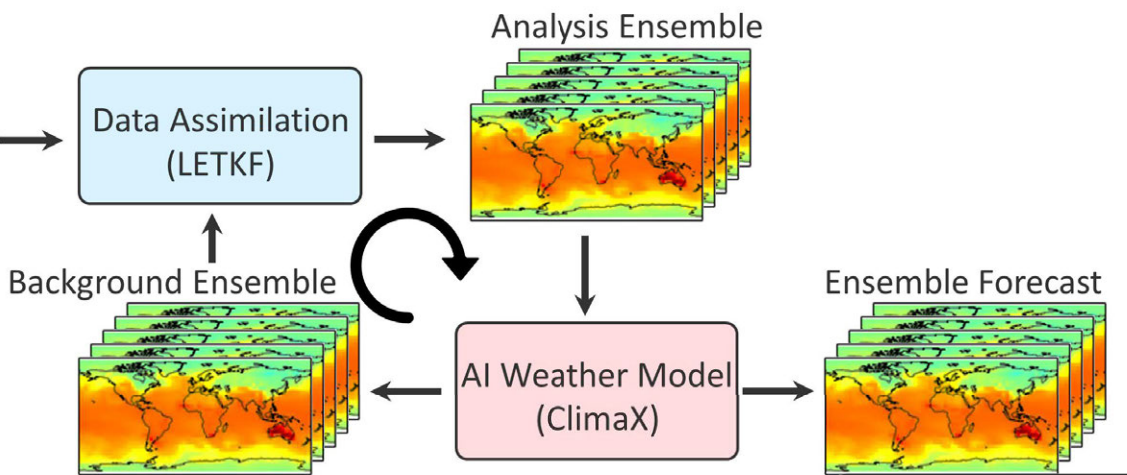 Analysis Ensemble
Data Assimilation
(LETKF)
Background Ensemble
Ensemble Forecast
AI Weather Model
(ClimaX)